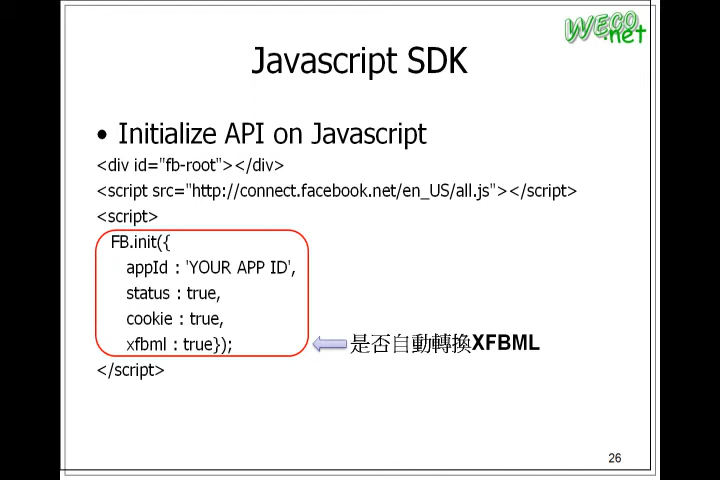 WECO.net
Javascript SDK
• Initialize API on Javascript
<div id="fb-root"></div>
<script src="http://connect.facebook.net/en_US/all.js"></script>
<script>
FB.init({
appId : 'YOUR APP ID',
status : true,
cookie : true,
xfbml : true});
是否自動轉換XFBML
</script>
26